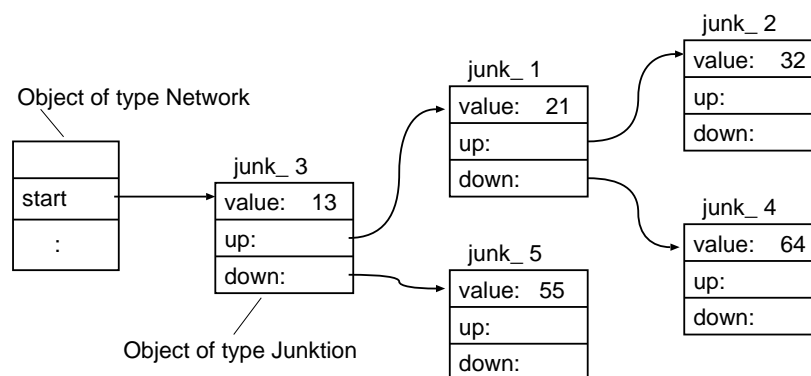 Object of type Network
start
:
junk_ 3
value: 13
up:
down:
Object of type Junktion
junk_ 1
value: 21
up:
down:
junk_ 5
value: 55
up:
down:
junk_ 2
value: 32
up:
down:
junk_ 4
value: 64
up:
down: